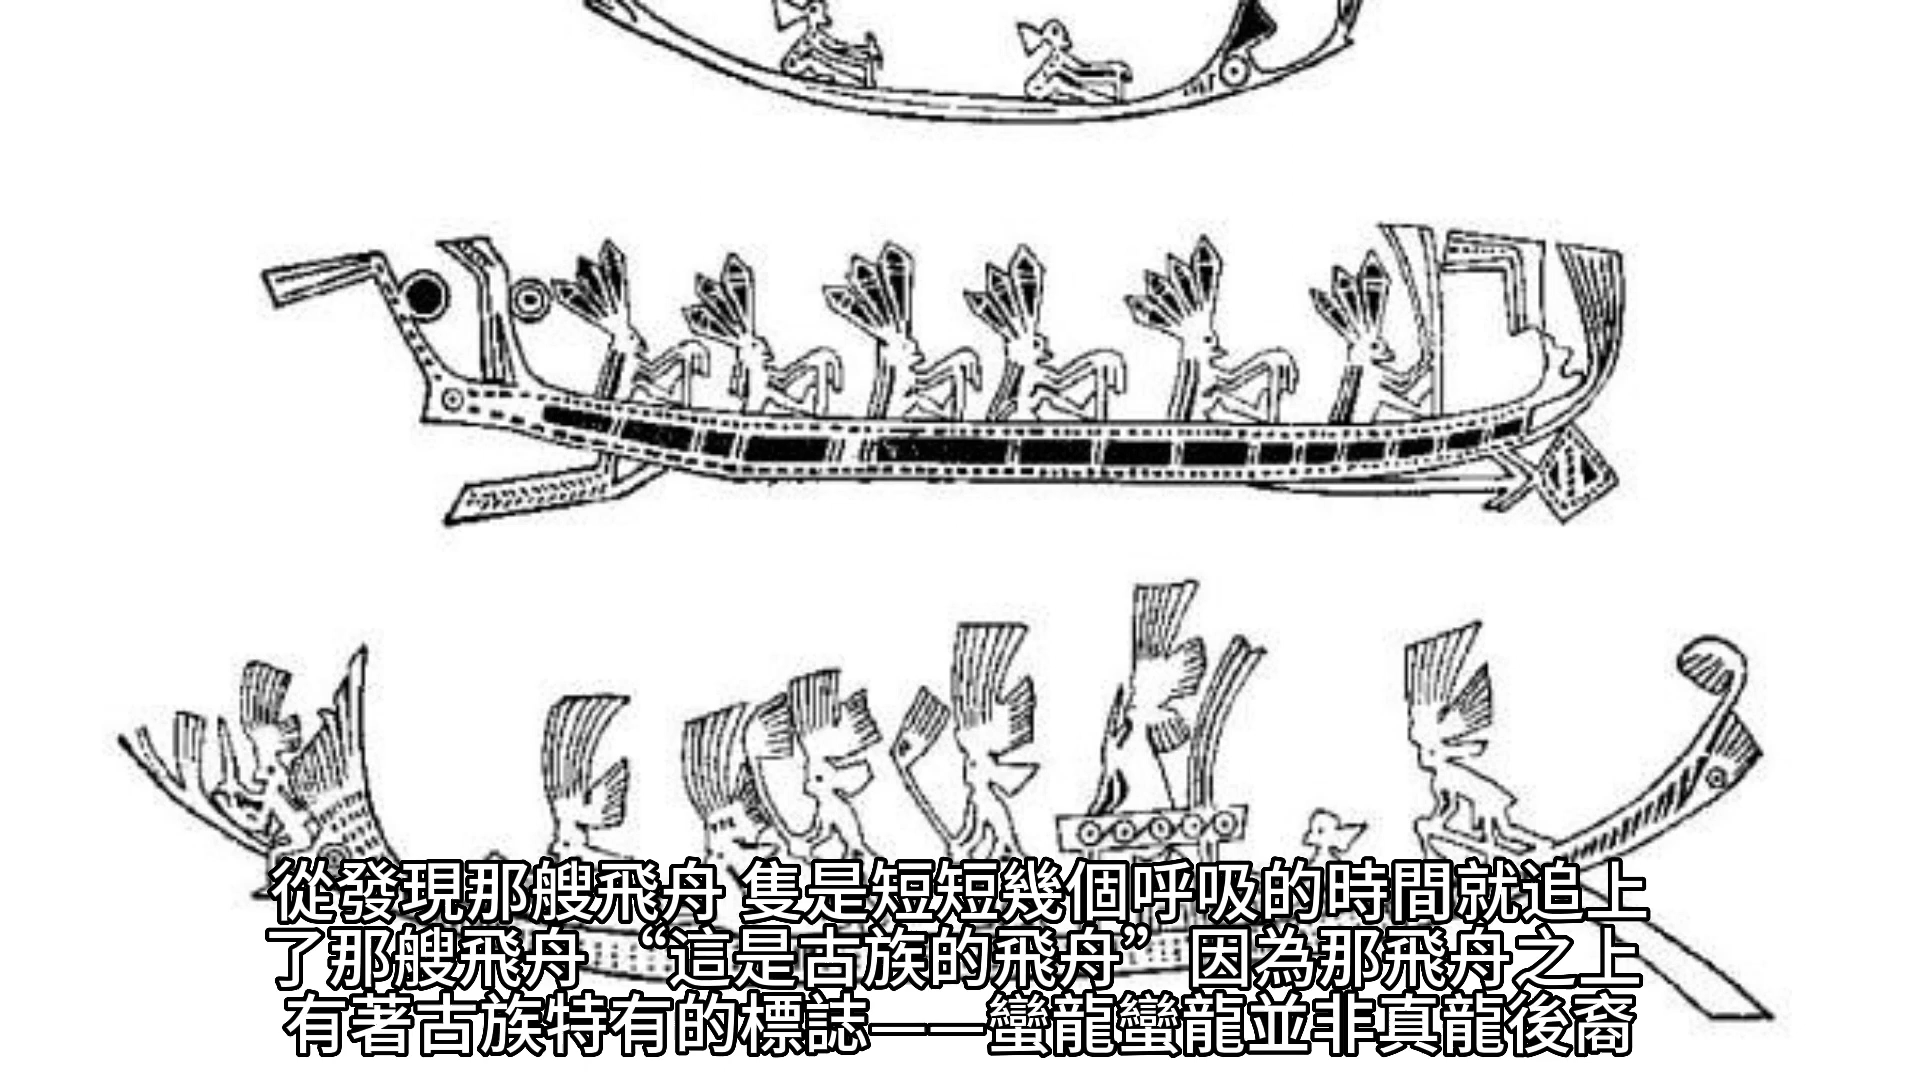 從發現那艘飛舟 隻是短短幾個呼吸的時間就追上
了那艘飛舟 “這是古族的飛舟” 因為那飛舟之上
有著古族特有的標誌——蠻龍蠻龍並非真龍後裔